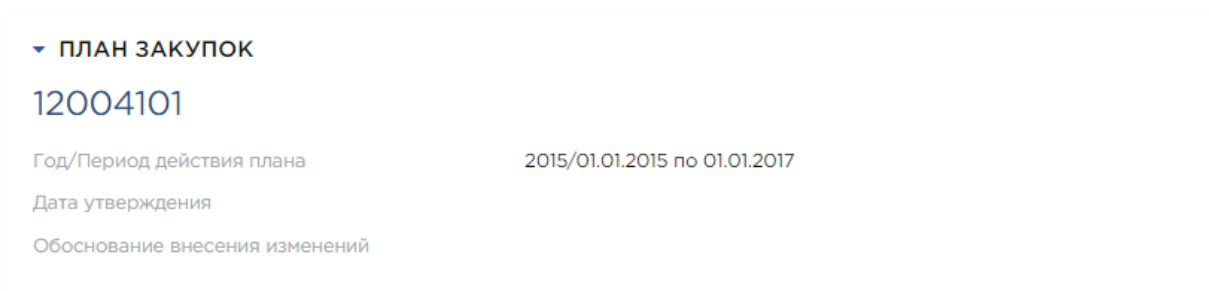 ПЛАН ЗАКУПОК
12004101
Год/Период действия плана 2015/01.01.2015 по 01.01.2017
Дата утверждения
Обоснование внесения изменений